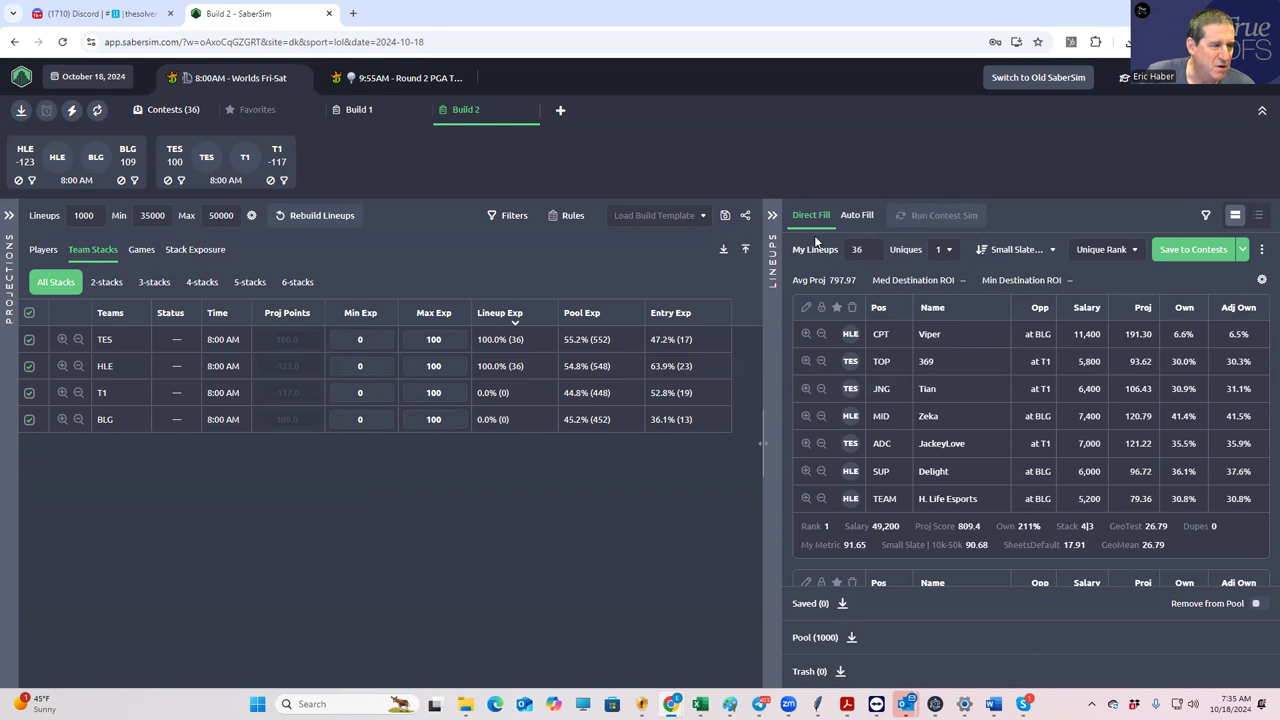 (1710) Discord | # | thesolver
Build 2 - SaberSim
app.sabersim.com/?w=oAxoCqGZGRT&site=dk&sport=lol&date=2024-10-18
True
DFS
Eric Haber
October 18, 2024
8:00AM - Worlds Fri-Sat
9:55AM - Round 2 PGA T...
Switch to Old SaberSim
Contests (36)
Favorites
Build 1
Build 2
HLE -123 HLE BLG BLG 109
8:00 AM
TES 100 TES T1 T1 -117
8:00 AM
Lineups 1000 Min 35000 Max 50000 Rebuild Lineups Filters Rules Load Build Template
Direct Fill Auto Fill Run Contest Sim
PROJECTIONS
LINEUPS
Players Team Stacks Games Stack Exposure
My Lineups 36 Uniques 1 Small Slate... Unique Rank Save to Contests
All Stacks 2-stacks 3-stacks 4-stacks 5-stacks 6-stacks
Avg Proj 797.97 Med Destination ROI -- Min Destination ROI --
Teams Status Time Proj Points Min Exp Max Exp Lineup Exp Pool Exp Entry Exp
TES — 8:00 AM 100.0 0 100 100.0% (36) 55.2% (552) 47.2% (17)
HLE — 8:00 AM -123.0 0 100 100.0% (36) 54.8% (548) 63.9% (23)
T1 — 8:00 AM -117.0 0 100 0.0% (0) 44.8% (448) 52.8% (19)
BLG — 8:00 AM 109.0 0 100 0.0% (0) 45.2% (452) 36.1% (13)
Pos Name Opp Salary Proj Own Adj Own
HLE CPT Viper at BLG 11,400 191.30 6.6% 6.5%
TES TOP 369 at T1 5,800 93.62 30.0% 30.3%
TES JNG Tian at T1 6,400 106.43 30.9% 31.1%
HLE MID Zeka at BLG 7,400 120.79 41.4% 41.5%
TES ADC JackeyLove at T1 7,000 121.22 35.5% 35.9%
HLE SUP Delight at BLG 6,000 96.72 36.1% 37.6%
HLE TEAM H. Life Esports at BLG 5,200 79.36 30.8% 30.8%
Rank 1 Salary 49,200 Proj Score 809.4 Own 211% Stack 4|3 GeoTest 26.79 Dupes 0
My Metric 91.65 Small Slate | 10k-50k 90.68 SheetsDefault 17.91 GeoMean 26.79
Pos Name Opp Salary Proj Own Adj Own
Saved (0) Remove from Pool
Pool (1000)
Trash (0)
45°F
Sunny
Search
7:35 AM
10/18/2024